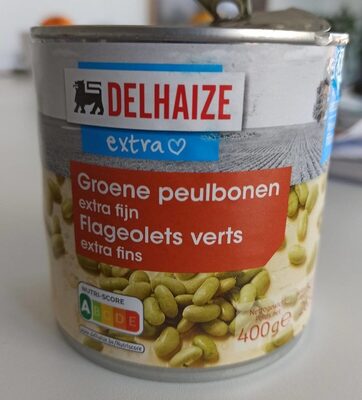 DELHAIZE
extra
Groene peulbonen
extra fijn
Flageolets verts
extra fins
NUTRI-SCORE
A B C D E
400g e